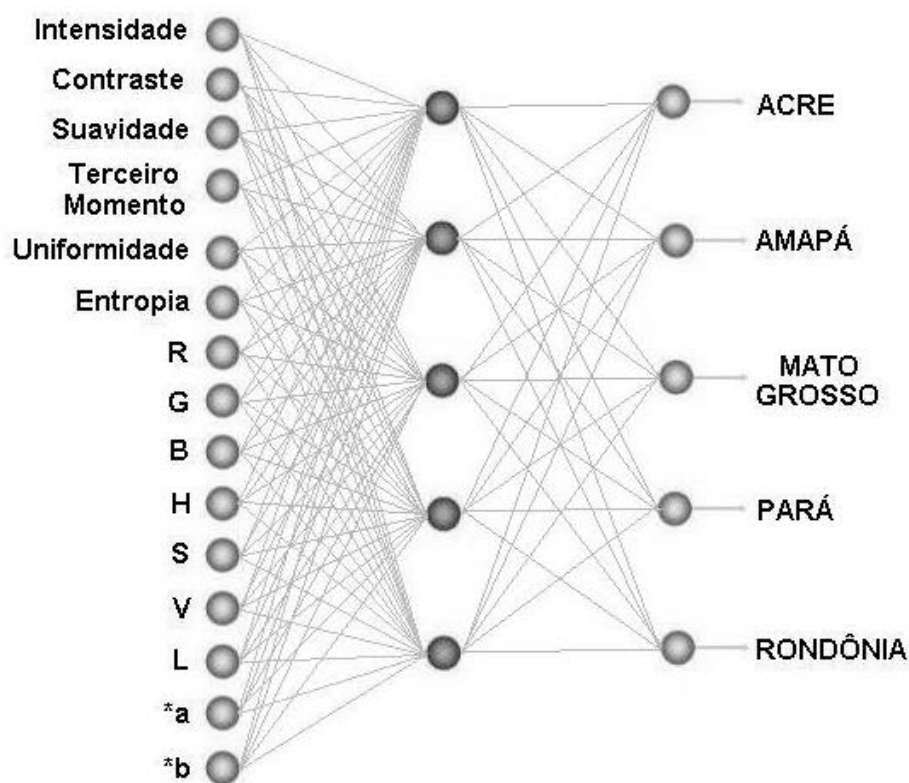 Intensidade
Contraste
Suavidade
Terceiro
Momento
Uniformidade
Entropia
R
G
B
H
S
V
L
*a
*b
ACRE
AMAPÁ
MATO
GROSSO
PARÁ
RONDÔNIA